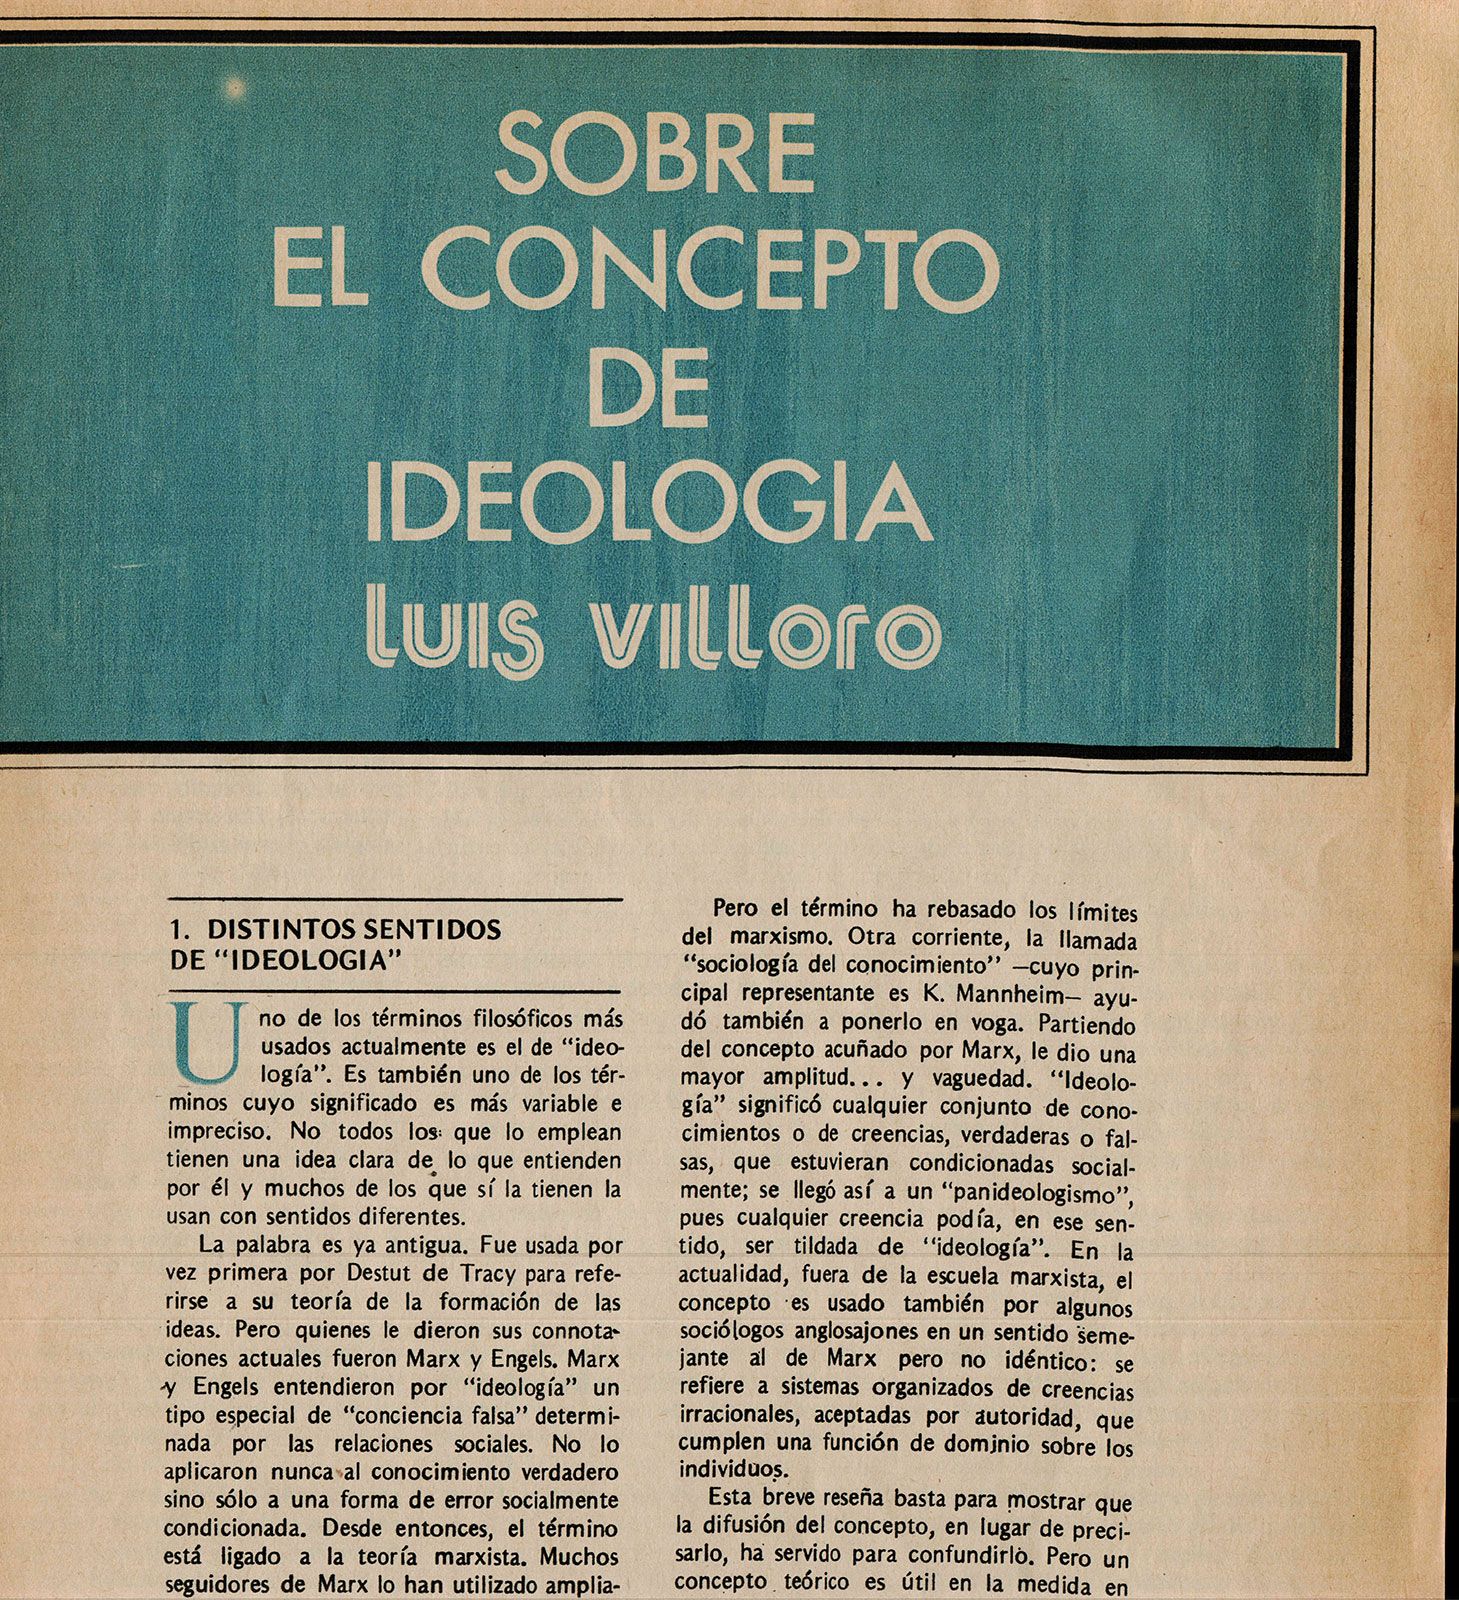 SOBRE
EL CONCEPTO
DE
IDEOLOGIA
Luis Villoro
1. DISTINTOS SENTIDOS
DE “IDEOLOGIA”
Uno de los términos filosóficos más
usados actualmente es el de “ideo-
logía”. Es también uno de los tér-
minos cuyo significado es más variable e
impreciso. No todos los que lo emplean
tienen una idea clara de lo que entienden
por él y muchos de los que sí la tienen la
usan con sentidos diferentes.
La palabra es ya antigua. Fue usada por
vez primera por Destut de Tracy para refe-
rirse a su teoría de la formación de las
ideas. Pero quienes le dieron sus connota-
ciones actuales fueron Marx y Engels. Marx
y Engels entendieron por “ideología” un
tipo especial de “conciencia falsa” determi-
nada por las relaciones sociales. No lo
aplicaron nunca al conocimiento verdadero
sino sólo a una forma de error socialmente
condicionada. Desde entonces, el término
está ligado a la teoría marxista. Muchos
seguidores de Marx lo han utilizado amplia-
Pero el término ha rebasado los límites
del marxismo. Otra corriente, la llamada
“sociología del conocimiento” —cuyo prin-
cipal representante es K. Mannheim— ayu-
dó también a ponerlo en voga. Partiendo
del concepto acuñado por Marx, le dio una
mayor amplitud... y vaguedad. “Ideolo-
gía” significó cualquier conjunto de cono-
cimientos o de creencias, verdaderas o fal-
sas, que estuvieran condicionadas social-
mente; se llegó así a un “panideologismo”,
pues cualquier creencia podía, en ese sen-
tido, ser tildada de “ideología”. En la
actualidad, fuera de la escuela marxista, el
concepto es usado también por algunos
sociólogos anglosajones en un sentido seme-
jante al de Marx pero no idéntico: se
refiere a sistemas organizados de creencias
irracionales, aceptadas por autoridad, que
cumplen una función de dominio sobre los
individuos.
Esta breve reseña basta para mostrar que
la difusión del concepto, en lugar de preci-
sarlo, ha servido para confundirlo. Pero un
concepto teórico es útil en la medida en